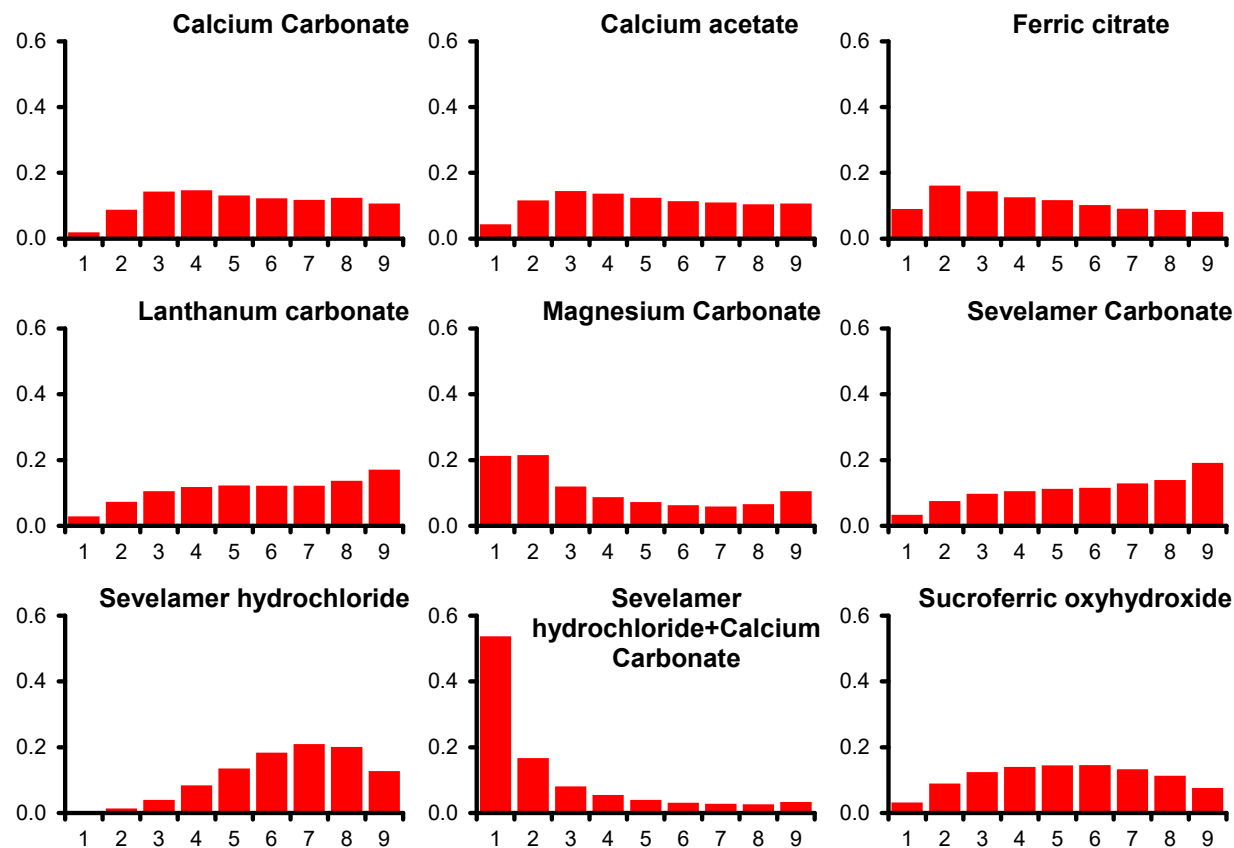 Calcium Carbonate
0.6
0.4
0.2
0.0
1 2 3 4 5 6 7 8 9
Calcium acetate
0.6
0.4
0.2
0.0
1 2 3 4 5 6 7 8 9
Ferric citrate
0.6
0.4
0.2
0.0
1 2 3 4 5 6 7 8 9
Lanthanum carbonate
0.6
0.4
0.2
0.0
1 2 3 4 5 6 7 8 9
Magnesium Carbonate
0.6
0.4
0.2
0.0
1 2 3 4 5 6 7 8 9
Sevelamer Carbonate
0.6
0.4
0.2
0.0
1 2 3 4 5 6 7 8 9
Sevelamer hydrochloride
0.6
0.4
0.2
0.0
1 2 3 4 5 6 7 8 9
Sevelamer
hydrochloride+Calcium
Carbonate
0.6
0.4
0.2
0.0
1 2 3 4 5 6 7 8 9
Sucroferric oxyhydroxide
0.6
0.4
0.2
0.0
1 2 3 4 5 6 7 8 9